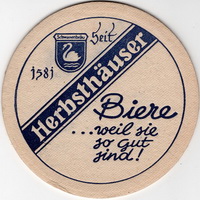 Seit
1581
Herbsthäuser
Biere
...weil sie
so gut
sind!